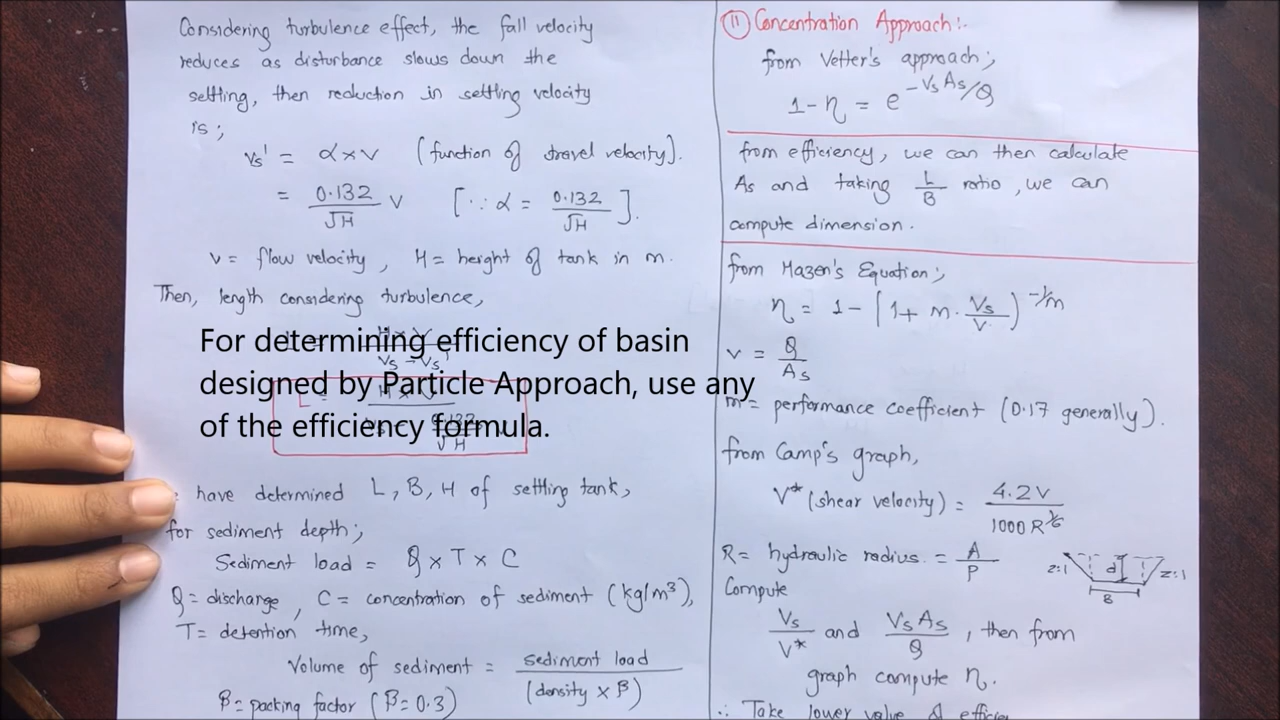 Considering turbulence effect, the fall velocity
reduces as disturbance slows down the
settling, then reduction in settling velocity
is;
Vs' = α x v (function of travel velocity).
= 0.132/√H v [∵ α = 0.132/√H].
v = flow velocity, H = height of tank in m.
Then, length considering turbulence,
H x V / Vs - Vs'
For determining efficiency of basin
designed by Particle Approach, use any
of the efficiency formula.
L = H x V / 0.132 √H
have determined L, B, H of settling tank,
for sediment depth;
Sediment load = Q x T x C
Q = discharge, C = concentration of sediment (kg/m³),
T = detention time,
Volume of sediment = sediment load / (density x β)
β = packing factor (β = 0.3)
(ii) Concentration Approach:-
from Vetter's approach;
1 - η = e^-VsAs/Q
from efficiency, we can then calculate
As and taking L/B ratio, we can
compute dimension.
from Hazen's Equation;
η = 1 - [1 + m. Vs/V)^-1/m
v = Q/As
m = performance coefficient (0.17 generally).
from Camp's graph,
V* (shear velocity) = 4.2 V / 1000 R^1/6
R = hydraulic radius. = A/P
z:1 d z:1
B
Compute
Vs/V* and VsAs/Q, then from
graph compute η.
∴ Take lower value of